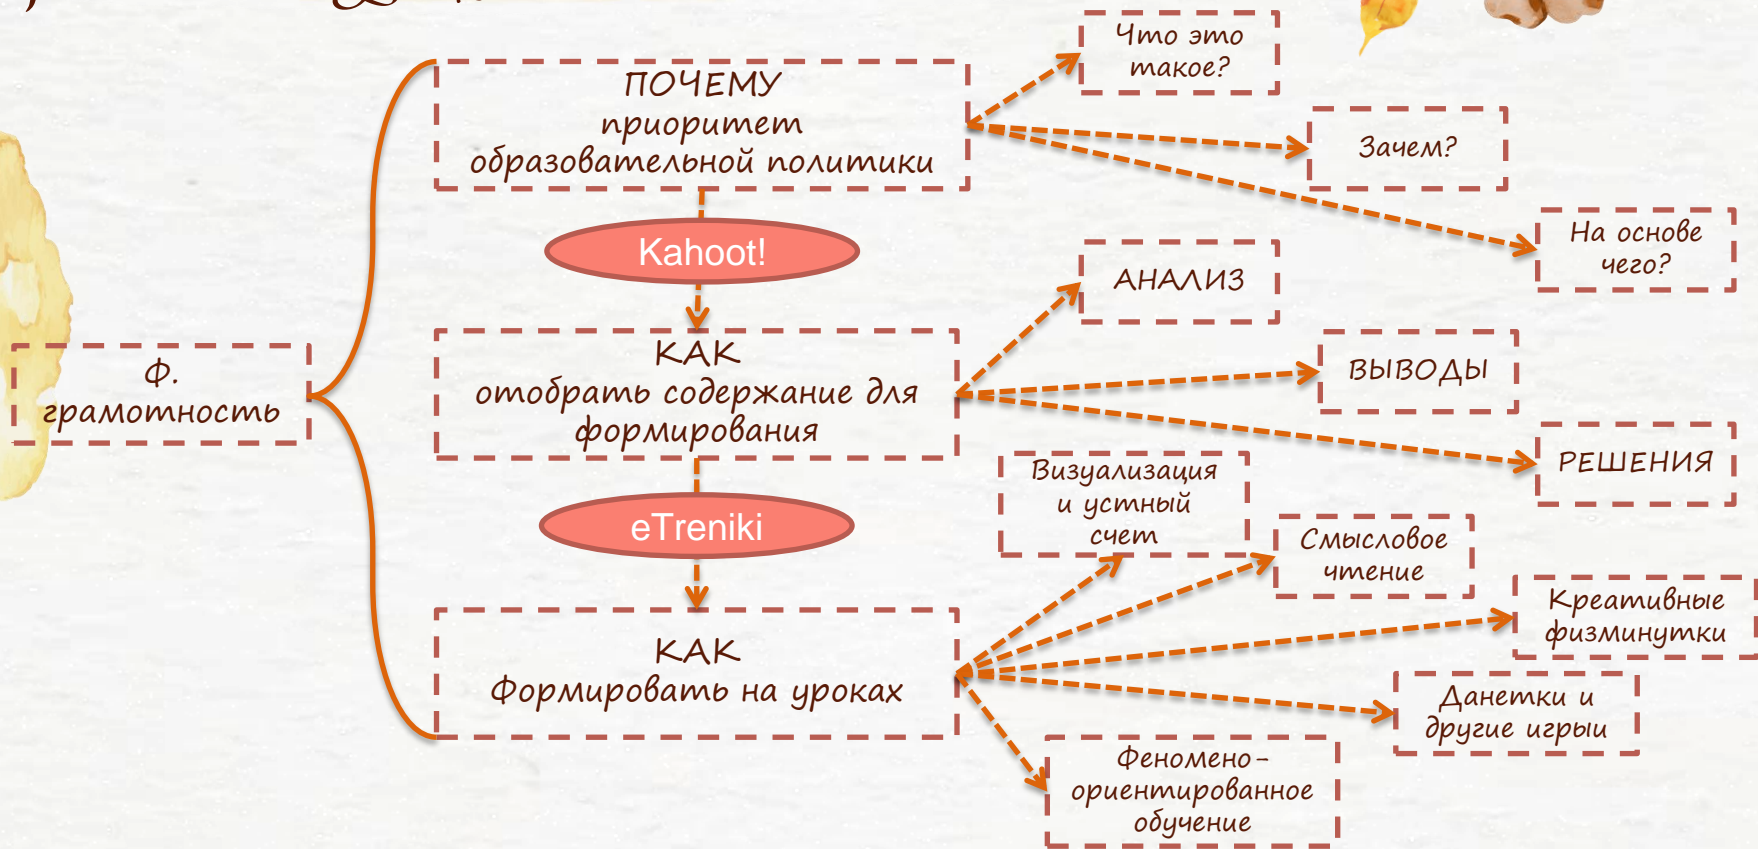 Ф.
грамотность
ПОЧЕМУ
приоритет
образовательной политики
Что это
такое?
Зачем?
На основе
чего?
Kahoot!
КАК
отобрать содержание для
формирования
АНАЛИЗ
ВЫВОДЫ
РЕШЕНИЯ
eTreniki
КАК
Формировать на уроках
Визуализация
и устный
счет
Смысловое
чтение
Креативные
физминутки
Данетки и
другие игрыи
Феномено-
ориентированное
обучение